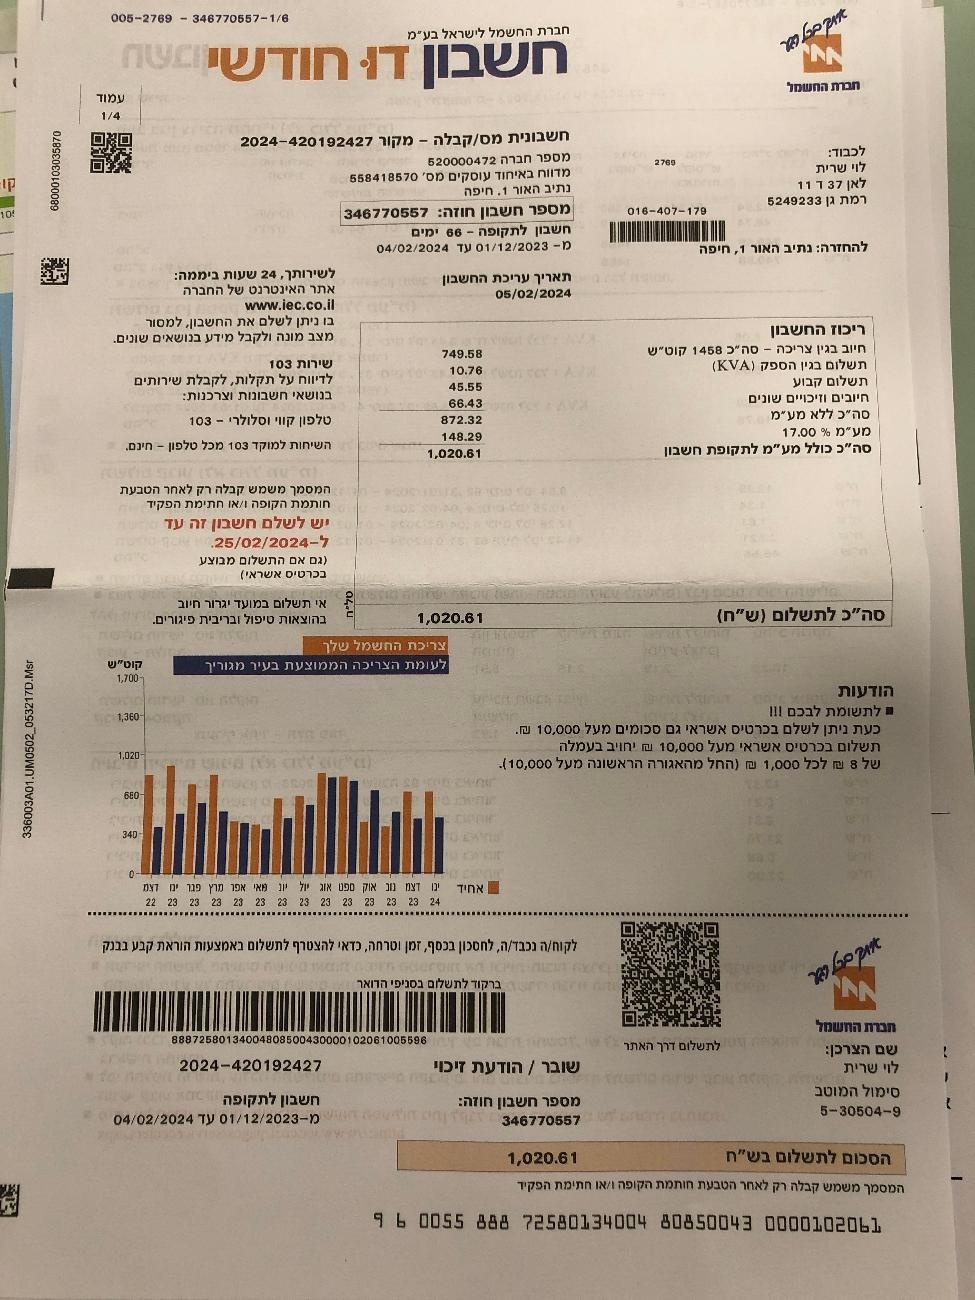 005-2769 - 346770557-1/6
אתך בכל רגע
חברת החשמל
חברת החשמל לישראל בע"מ
חשבון דו חודשי
עמוד
1/4
68000103035870
חשבונית מס/קבלה - מקור 2024-420192427
מספר חברה 520000472
מדווח באיחוד עוסקים מס' 558418570
נתיב האור 1, חיפה
מספר חשבון חוזה: 346770557
חשבון לתקופה - 66 ימים
מ- 01/12/2023 עד 04/02/2024
תאריך עריכת החשבון
05/02/2024
לכבוד:
לוי שרית
לאן 37 ד 11
רמת גן 5249233
2769
016-407-179
להחזרה: נתיב האור 1, חיפה
לשירותך, 24 שעות ביממה:
אתר האינטרנט של החברה
www.iec.co.il
בו ניתן לשלם את החשבון, למסור
מצב מונה ולקבל מידע בנושאים שונים.
שירות 103
לדיווח על תקלות, לקבלת שירותים
בנושאי חשבונות וצרכנות:
טלפון קווי וסלולרי - 103
השיחות למוקד 103 מכל טלפון - חינם.
המסמך משמש קבלה רק לאחר הטבעת
חותמת הקופה ו/או חתימת הפקיד
יש לשלם חשבון זה עד
ל-25/02/2024.
(גם אם התשלום מבוצע
בכרטיס אשראי)
אי תשלום במועד יגרור חיוב
בהוצאות טיפול ובריבית פיגורים.
ריכוז החשבון
חיוב בגין צריכה - סה"כ 1458 קוט"ש 749.58
תשלום בגין הספק (KVA) 10.76
תשלום קבוע 45.55
חיובים וזיכויים שונים 66.43
סה"כ ללא מע"מ 872.32
מע"מ % 17.00 148.29
סה"כ כולל מע"מ לתקופת חשבון 1,020.61
טל"ח
סה"כ לתשלום (ש"ח) 1,020.61
צריכת החשמל שלך
לעומת הצריכה הממוצעת בעיר מגוריך
קוט"ש
1,700
1,360
1,020
680
340
0
דצמ ינו פבר מרץ אפר מאי יונ יול אוג ספט אוק נוב דצמ ינו
22 23 23 23 23 23 23 23 23 23 23 23 23 24
אחיד
336003A01.UM0502_053217D.Msr
הודעות
לתשומת לבכם !!!
כעת ניתן לשלם בכרטיס אשראי גם סכומים מעל 10,000 ₪.
תשלום בכרטיס אשראי מעל 10,000 ₪ יחויב בעמלה
של 8 ₪ לכל 1,000 ₪ (החל מהאגורה הראשונה מעל 10,000).
לקוח/ה נכבד/ה, לחסכון בכסף, זמן וטרחה, כדאי להצטרף לתשלום באמצעות הוראת קבע בבנק
ברקוד לתשלום בסניפי הדואר
888725801340048085004300001020610055​96
לתשלום דרך האתר
אתך בכל רגע
חברת החשמל
שובר / הודעת זיכוי 2024-420192427
מספר חשבון חוזה:
346770557
חשבון לתקופה
מ-01/12/2023 עד 04/02/2024
שם הצרכן:
לוי שרית
סימול המוטב
5-30504-9
הסכום לתשלום בש"ח 1,020.61
המסמך משמש קבלה רק לאחר הטבעת חותמת הקופה ו/או חתימת הפקיד
9 6 0055 888 72580134004 80850043 0000102061